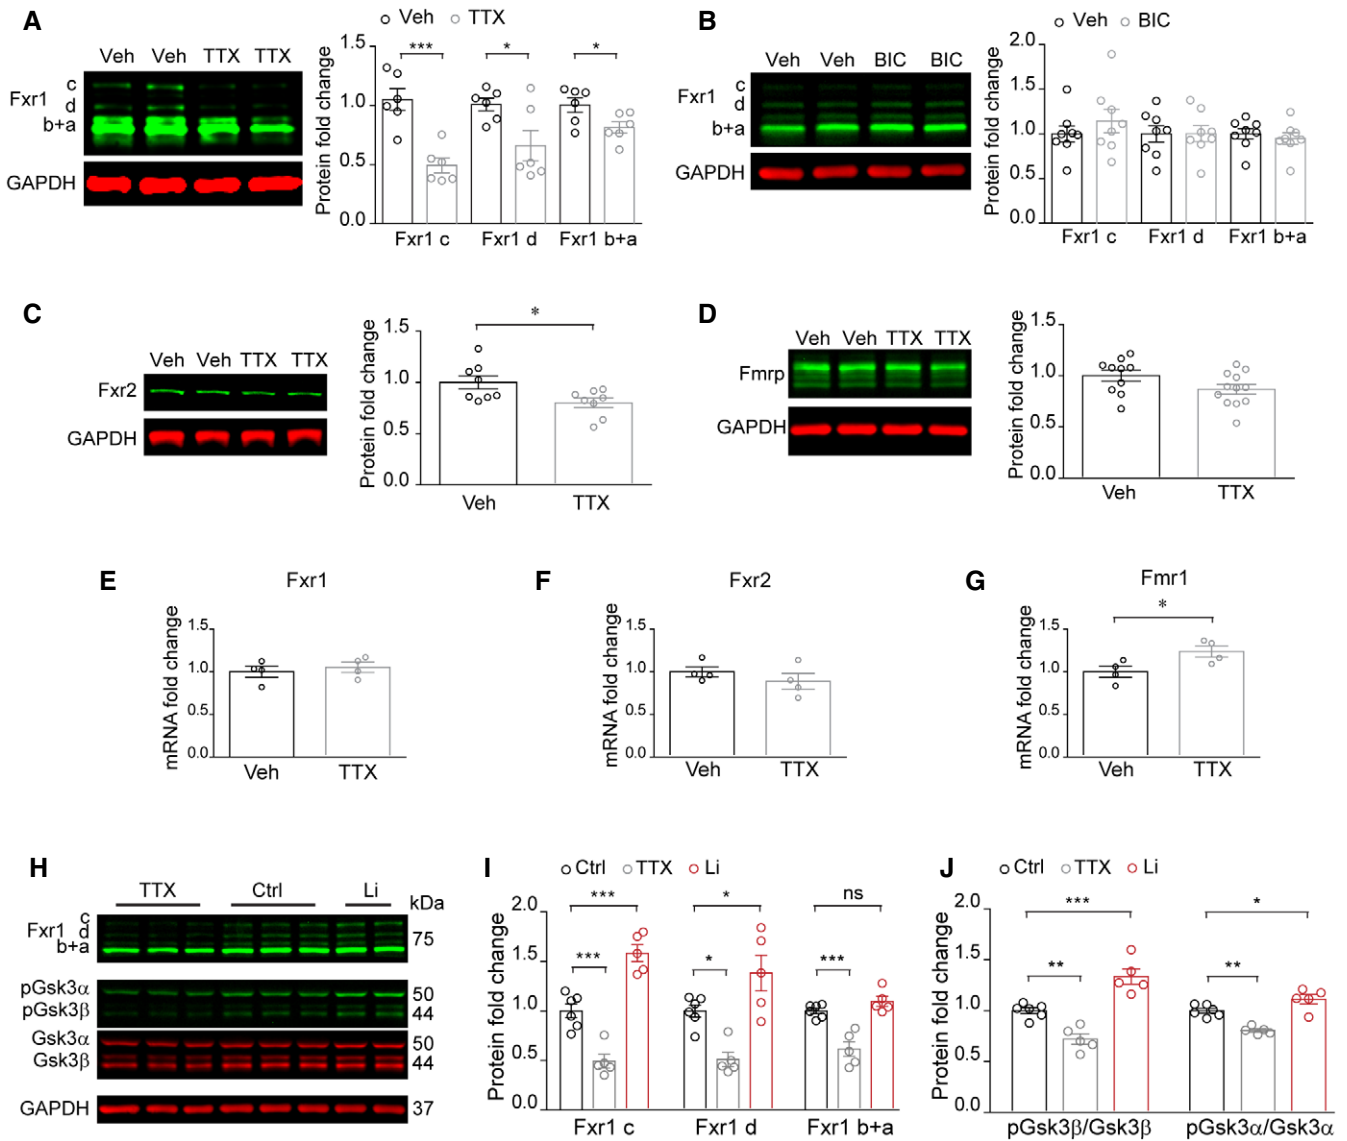 A
Veh TTX
Veh Veh TTX TTX
Fxr1
c
d
b+a
GAPDH
Protein fold change
1.5
1.0
0.5
0.0
*** * *
Fxr1 c Fxr1 d Fxr1 b+a
B
Veh BIC
Veh Veh BIC BIC
Fxr1
c
d
b+a
GAPDH
Protein fold change
2.0
1.5
1.0
0.5
0.0
Fxr1 c Fxr1 d Fxr1 b+a
C
Veh Veh TTX TTX
Fxr2
GAPDH
Protein fold change
1.5
1.0
0.5
0.0
*
Veh TTX
D
Veh Veh TTX TTX
Fmrp
GAPDH
Protein fold change
1.5
1.0
0.5
0.0
Veh TTX
E
Fxr1
mRNA fold change
1.5
1.0
0.5
0.0
Veh TTX
F
Fxr2
mRNA fold change
1.5
1.0
0.5
0.0
Veh TTX
G
Fmr1
*
mRNA fold change
1.5
1.0
0.5
0.0
Veh TTX
H
TTX Ctrl Li
kDa
c
Fxr1 d
b+a
75
pGsk3α 50
pGsk3β 44
Gsk3α 50
Gsk3β 44
GAPDH 37
I
Ctrl TTX Li
*** * ns
*** * ***
Protein fold change
2.0
1.5
1.0
0.5
0.0
Fxr1 c Fxr1 d Fxr1 b+a
J
Ctrl TTX Li
*** *
** **
Protein fold change
2.0
1.5
1.0
0.5
0.0
pGsk3β/Gsk3β pGsk3α/Gsk3α